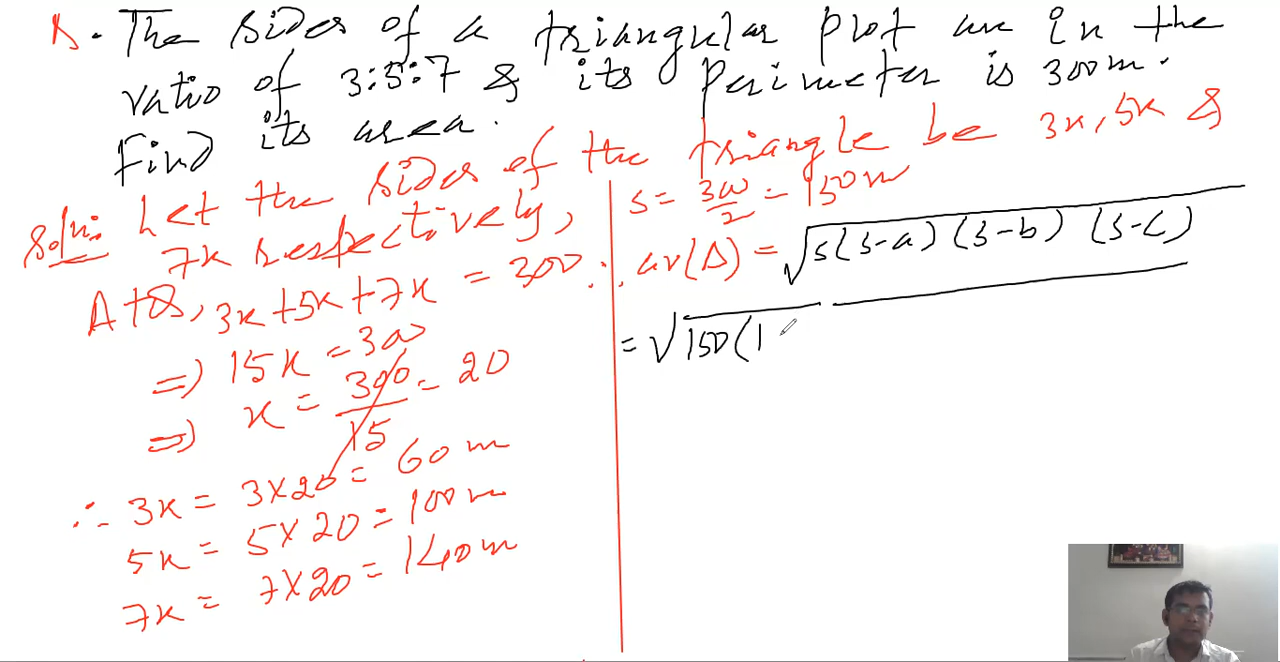 Q. The sides of a triangular plot are in the
ratio of 3:5:7 & its perimeter is 300m.
Find its area.
Soln: Let the sides of the triangle be 3x, 5x &
7x respectively,
ATQ, 3x+5x+7x = 300
=> 15x = 300
=> x = 300/15 = 20
∴ 3x = 3×20 = 60 m
5x = 5×20 = 100 m
7x = 7×20 = 140 m
s = 300/2 = 150 m
∴ ar(Δ) = √s(s-a)(s-b)(s-c)
= √150(1